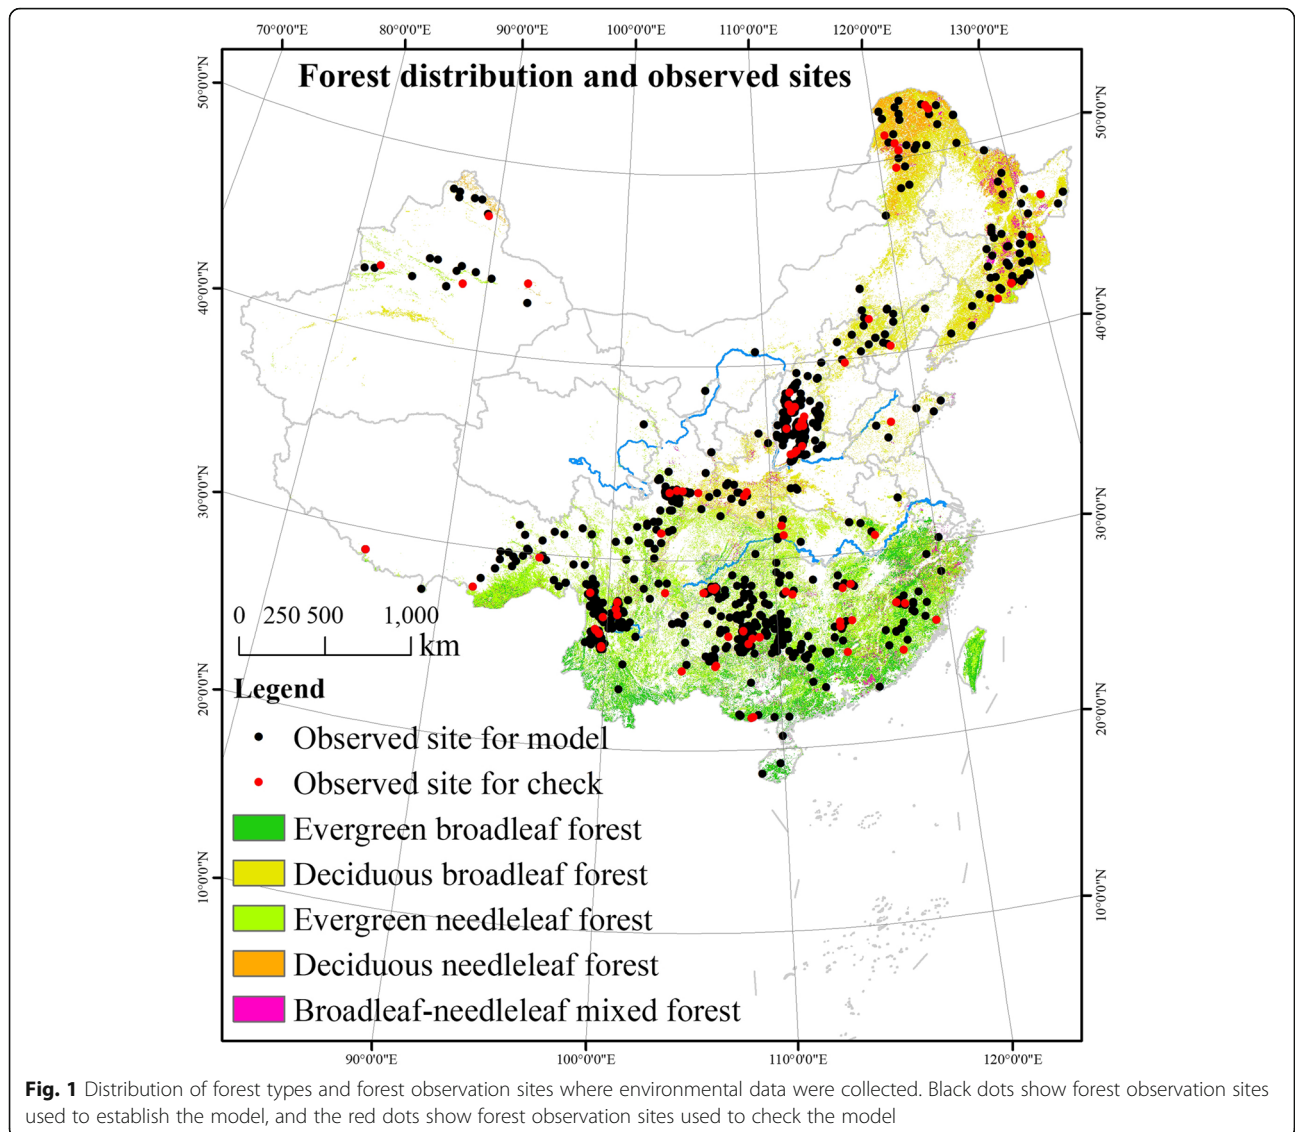 70°0'0"E 80°0'0"E 90°0'0"E 100°0'0"E 110°0'0"E 120°0'0"E 130°0'0"E
Forest distribution and observed sites
50°0'0"N
50°0'0"N
40°0'0"N
40°0'0"N
30°0'0"N
30°0'0"N
0 250 500 1,000
km
20°0'0"N
20°0'0"N
Legend
Observed site for model
Observed site for check
Evergreen broadleaf forest
Deciduous broadleaf forest
10°0'0"N
10°0'0"N
Evergreen needleleaf forest
Deciduous needleleaf forest
Broadleaf-needleleaf mixed forest
90°0'0"E 100°0'0"E 110°0'0"E 120°0'0"E
Fig. 1 Distribution of forest types and forest observation sites where environmental data were collected. Black dots show forest observation sites
used to establish the model, and the red dots show forest observation sites used to check the model